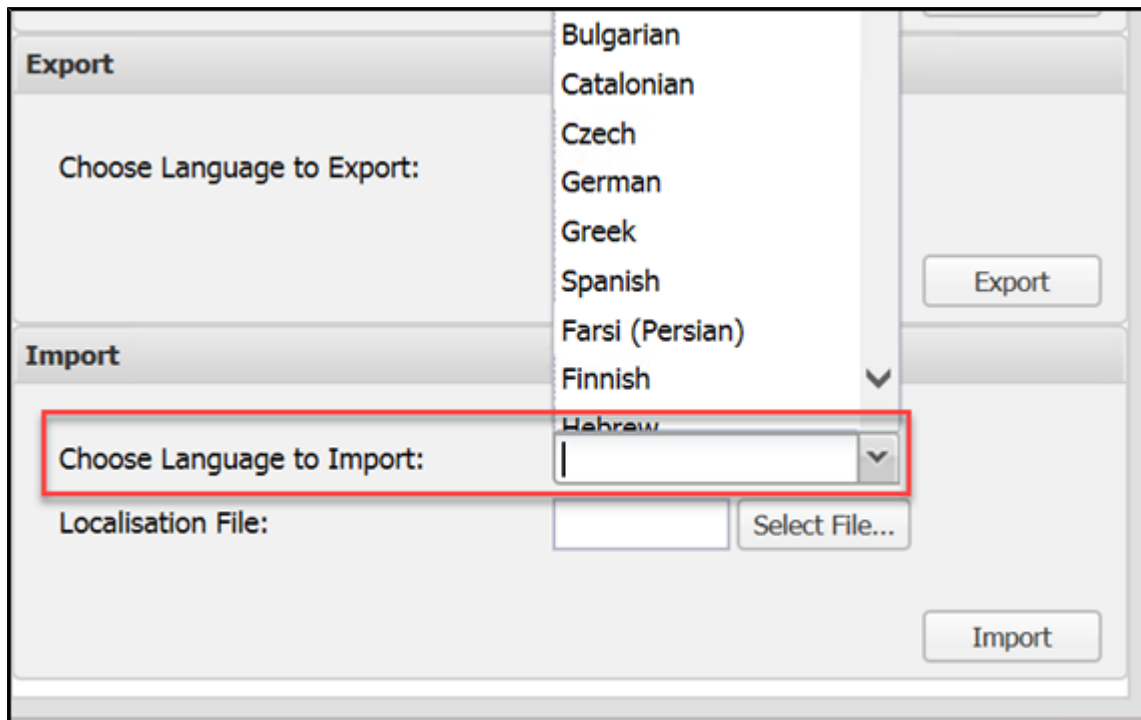 Export
Choose Language to Export:
Bulgarian
Catalonian
Czech
German
Greek
Spanish
Farsi (Persian)
Finnish
Hebrew
Export
Import
Choose Language to Import:
Localisation File:
Select File...
Import